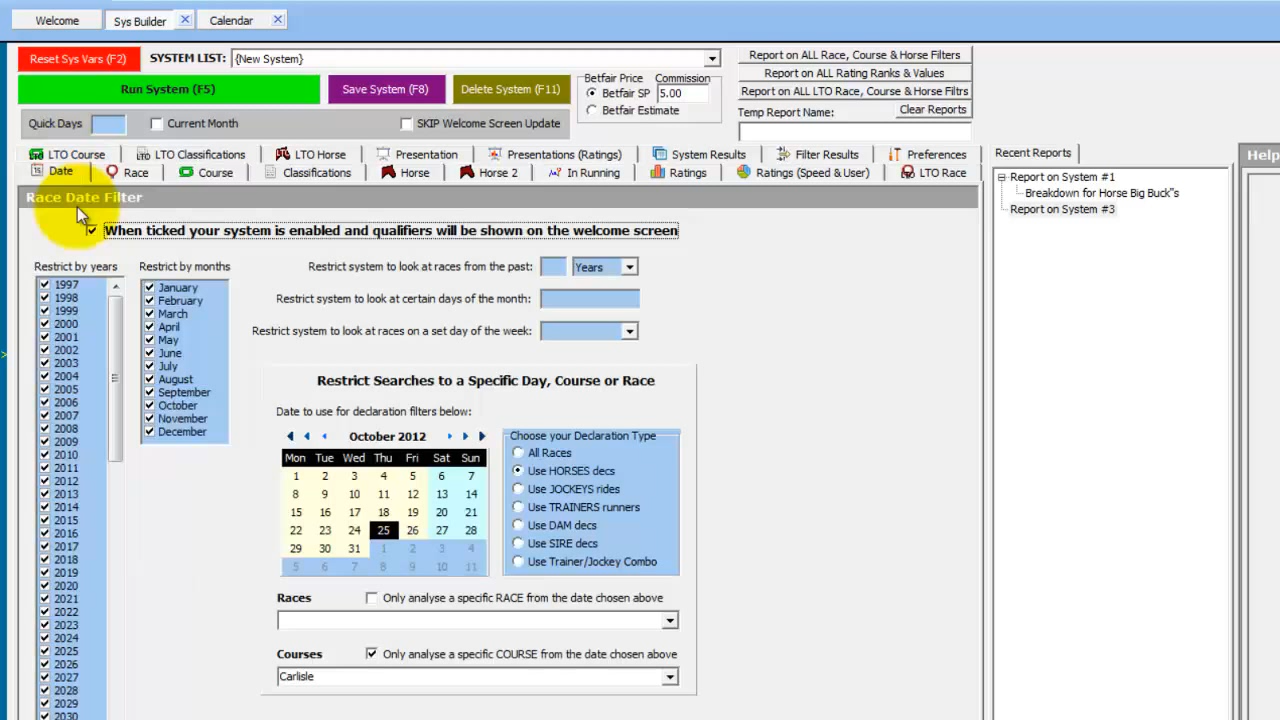 Welcome Sys Builder Calendar
Reset Sys Vars (F2) SYSTEM LIST: {New System}
Run System (F5) Save System (F8) Delete System (F11)
Betfair Price Commission
Betfair SP 5.00
Betfair Estimate
Report on ALL Race, Course & Horse Filters
Report on ALL Rating Ranks & Values
Report on ALL LTO Race, Course & Horse Filtrs
Temp Report Name: Clear Reports
Quick Days Current Month SKIP Welcome Screen Update
LTO Course LTO Classifications LTO Horse Presentation Presentations (Ratings) System Results Filter Results Preferences
Date Race Course Classifications Horse Horse 2 In Running Ratings Ratings (Speed & User) LTO Race
Recent Reports
Help
Report on System #1
Breakdown for Horse Big Buck"s
Report on System #3
Race Date Filter
When ticked your system is enabled and qualifiers will be shown on the welcome screen
Restrict by years
1997
1998
1999
2000
2001
2002
2003
2004
2005
2006
2007
2008
2009
2010
2011
2012
2013
2014
2015
2016
2017
2018
2019
2020
2021
2022
2023
2024
2025
2026
2027
2028
2029
2030
Restrict by months
January
February
March
April
May
June
July
August
September
October
November
December
Restrict system to look at races from the past: Years
Restrict system to look at certain days of the month:
Restrict system to look at races on a set day of the week:
Restrict Searches to a Specific Day, Course or Race
Date to use for declaration filters below:
October 2012
Mon Tue Wed Thu Fri Sat Sun
1 2 3 4 5 6 7
8 9 10 11 12 13 14
15 16 17 18 19 20 21
22 23 24 25 26 27 28
29 30 31 1 2 3 4
5 6 7 8 9 10 11
Choose your Declaration Type
All Races
Use HORSES decs
Use JOCKEYS rides
Use TRAINERS runners
Use DAM decs
Use SIRE decs
Use Trainer/Jockey Combo
Races Only analyse a specific RACE from the date chosen above
Courses Only analyse a specific COURSE from the date chosen above
Carlisle